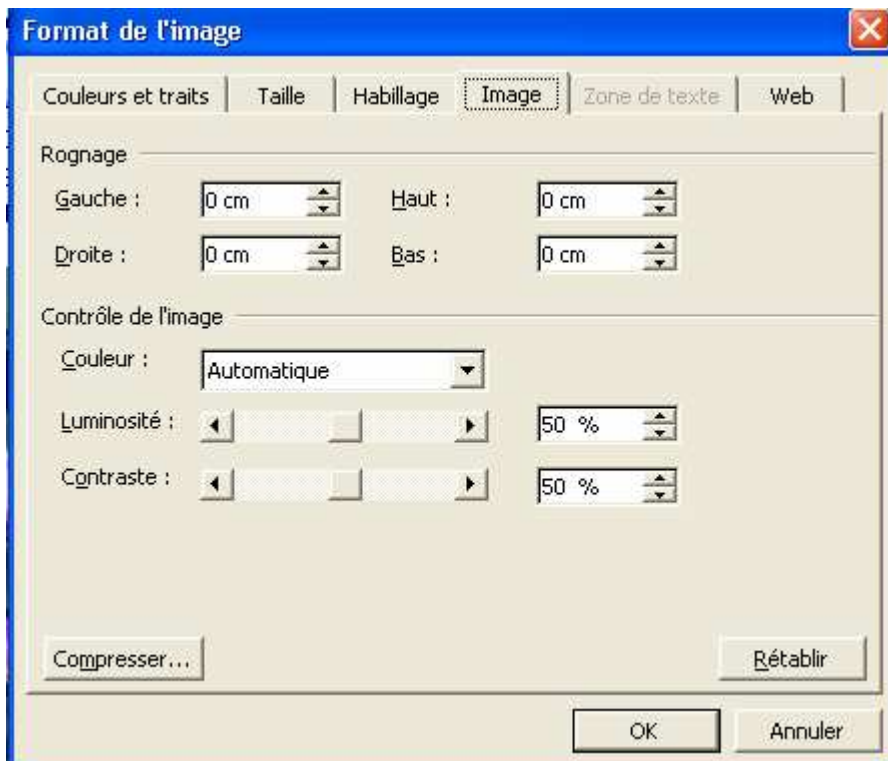 Format de l'image
Couleurs et traits Taille Habillage Image Zone de texte Web
Rognage
Gauche : 0 cm Haut : 0 cm
Droite : 0 cm Bas : 0 cm
Contrôle de l'image
Couleur : Automatique
Luminosité : 50 %
Contraste : 50 %
Compresser... Rétablir
OK Annuler